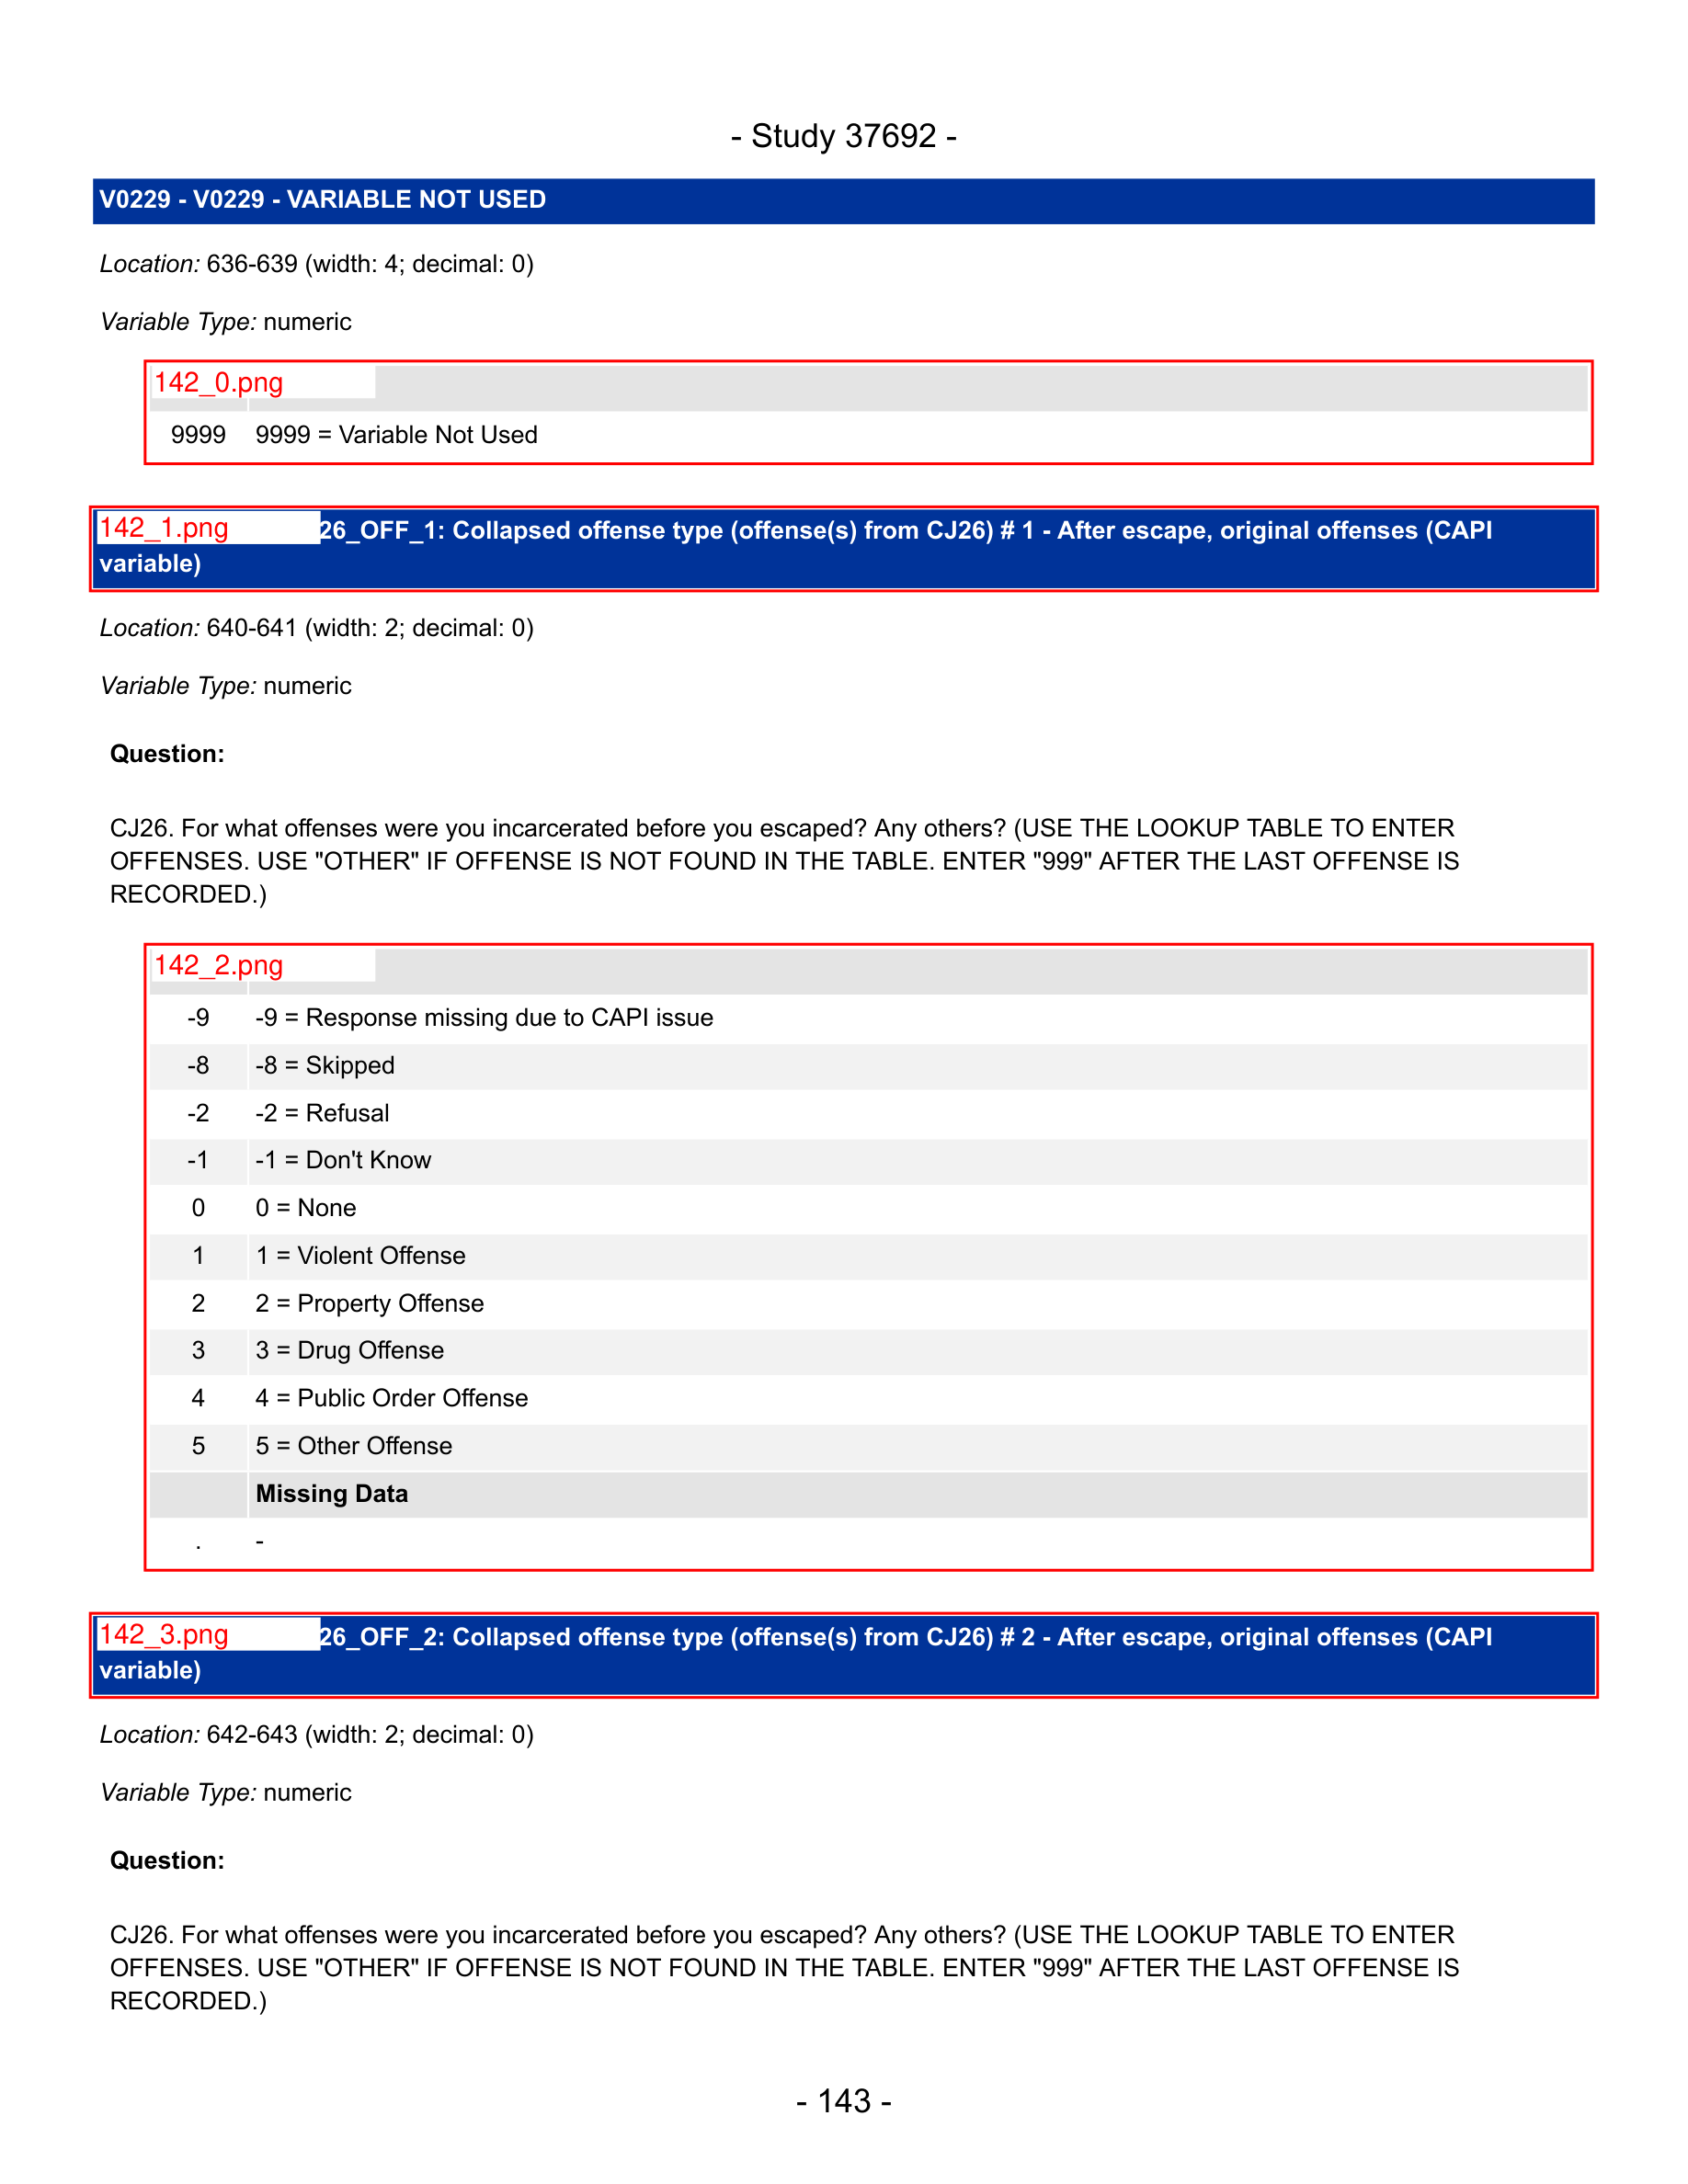 - Study 37692 -
V0229 - V0229 - VARIABLE NOT USED
Location: 636-639 (width: 4; decimal: 0)
Variable Type: numeric
142_0.png
9999 9999 = Variable Not Used
142_1.png 26_OFF_1: Collapsed offense type (offense(s) from CJ26) # 1 - After escape, original offenses (CAPI
variable)
Location: 640-641 (width: 2; decimal: 0)
Variable Type: numeric
Question:
CJ26. For what offenses were you incarcerated before you escaped? Any others? (USE THE LOOKUP TABLE TO ENTER
OFFENSES. USE "OTHER" IF OFFENSE IS NOT FOUND IN THE TABLE. ENTER "999" AFTER THE LAST OFFENSE IS
RECORDED.)
142_2.png
-9 -9 = Response missing due to CAPI issue
-8 -8 = Skipped
-2 -2 = Refusal
-1 -1 = Don't Know
0 0 = None
1 1 = Violent Offense
2 2 = Property Offense
3 3 = Drug Offense
4 4 = Public Order Offense
5 5 = Other Offense
Missing Data
. -
142_3.png 26_OFF_2: Collapsed offense type (offense(s) from CJ26) # 2 - After escape, original offenses (CAPI
variable)
Location: 642-643 (width: 2; decimal: 0)
Variable Type: numeric
Question:
CJ26. For what offenses were you incarcerated before you escaped? Any others? (USE THE LOOKUP TABLE TO ENTER
OFFENSES. USE "OTHER" IF OFFENSE IS NOT FOUND IN THE TABLE. ENTER "999" AFTER THE LAST OFFENSE IS
RECORDED.)
- 143 -